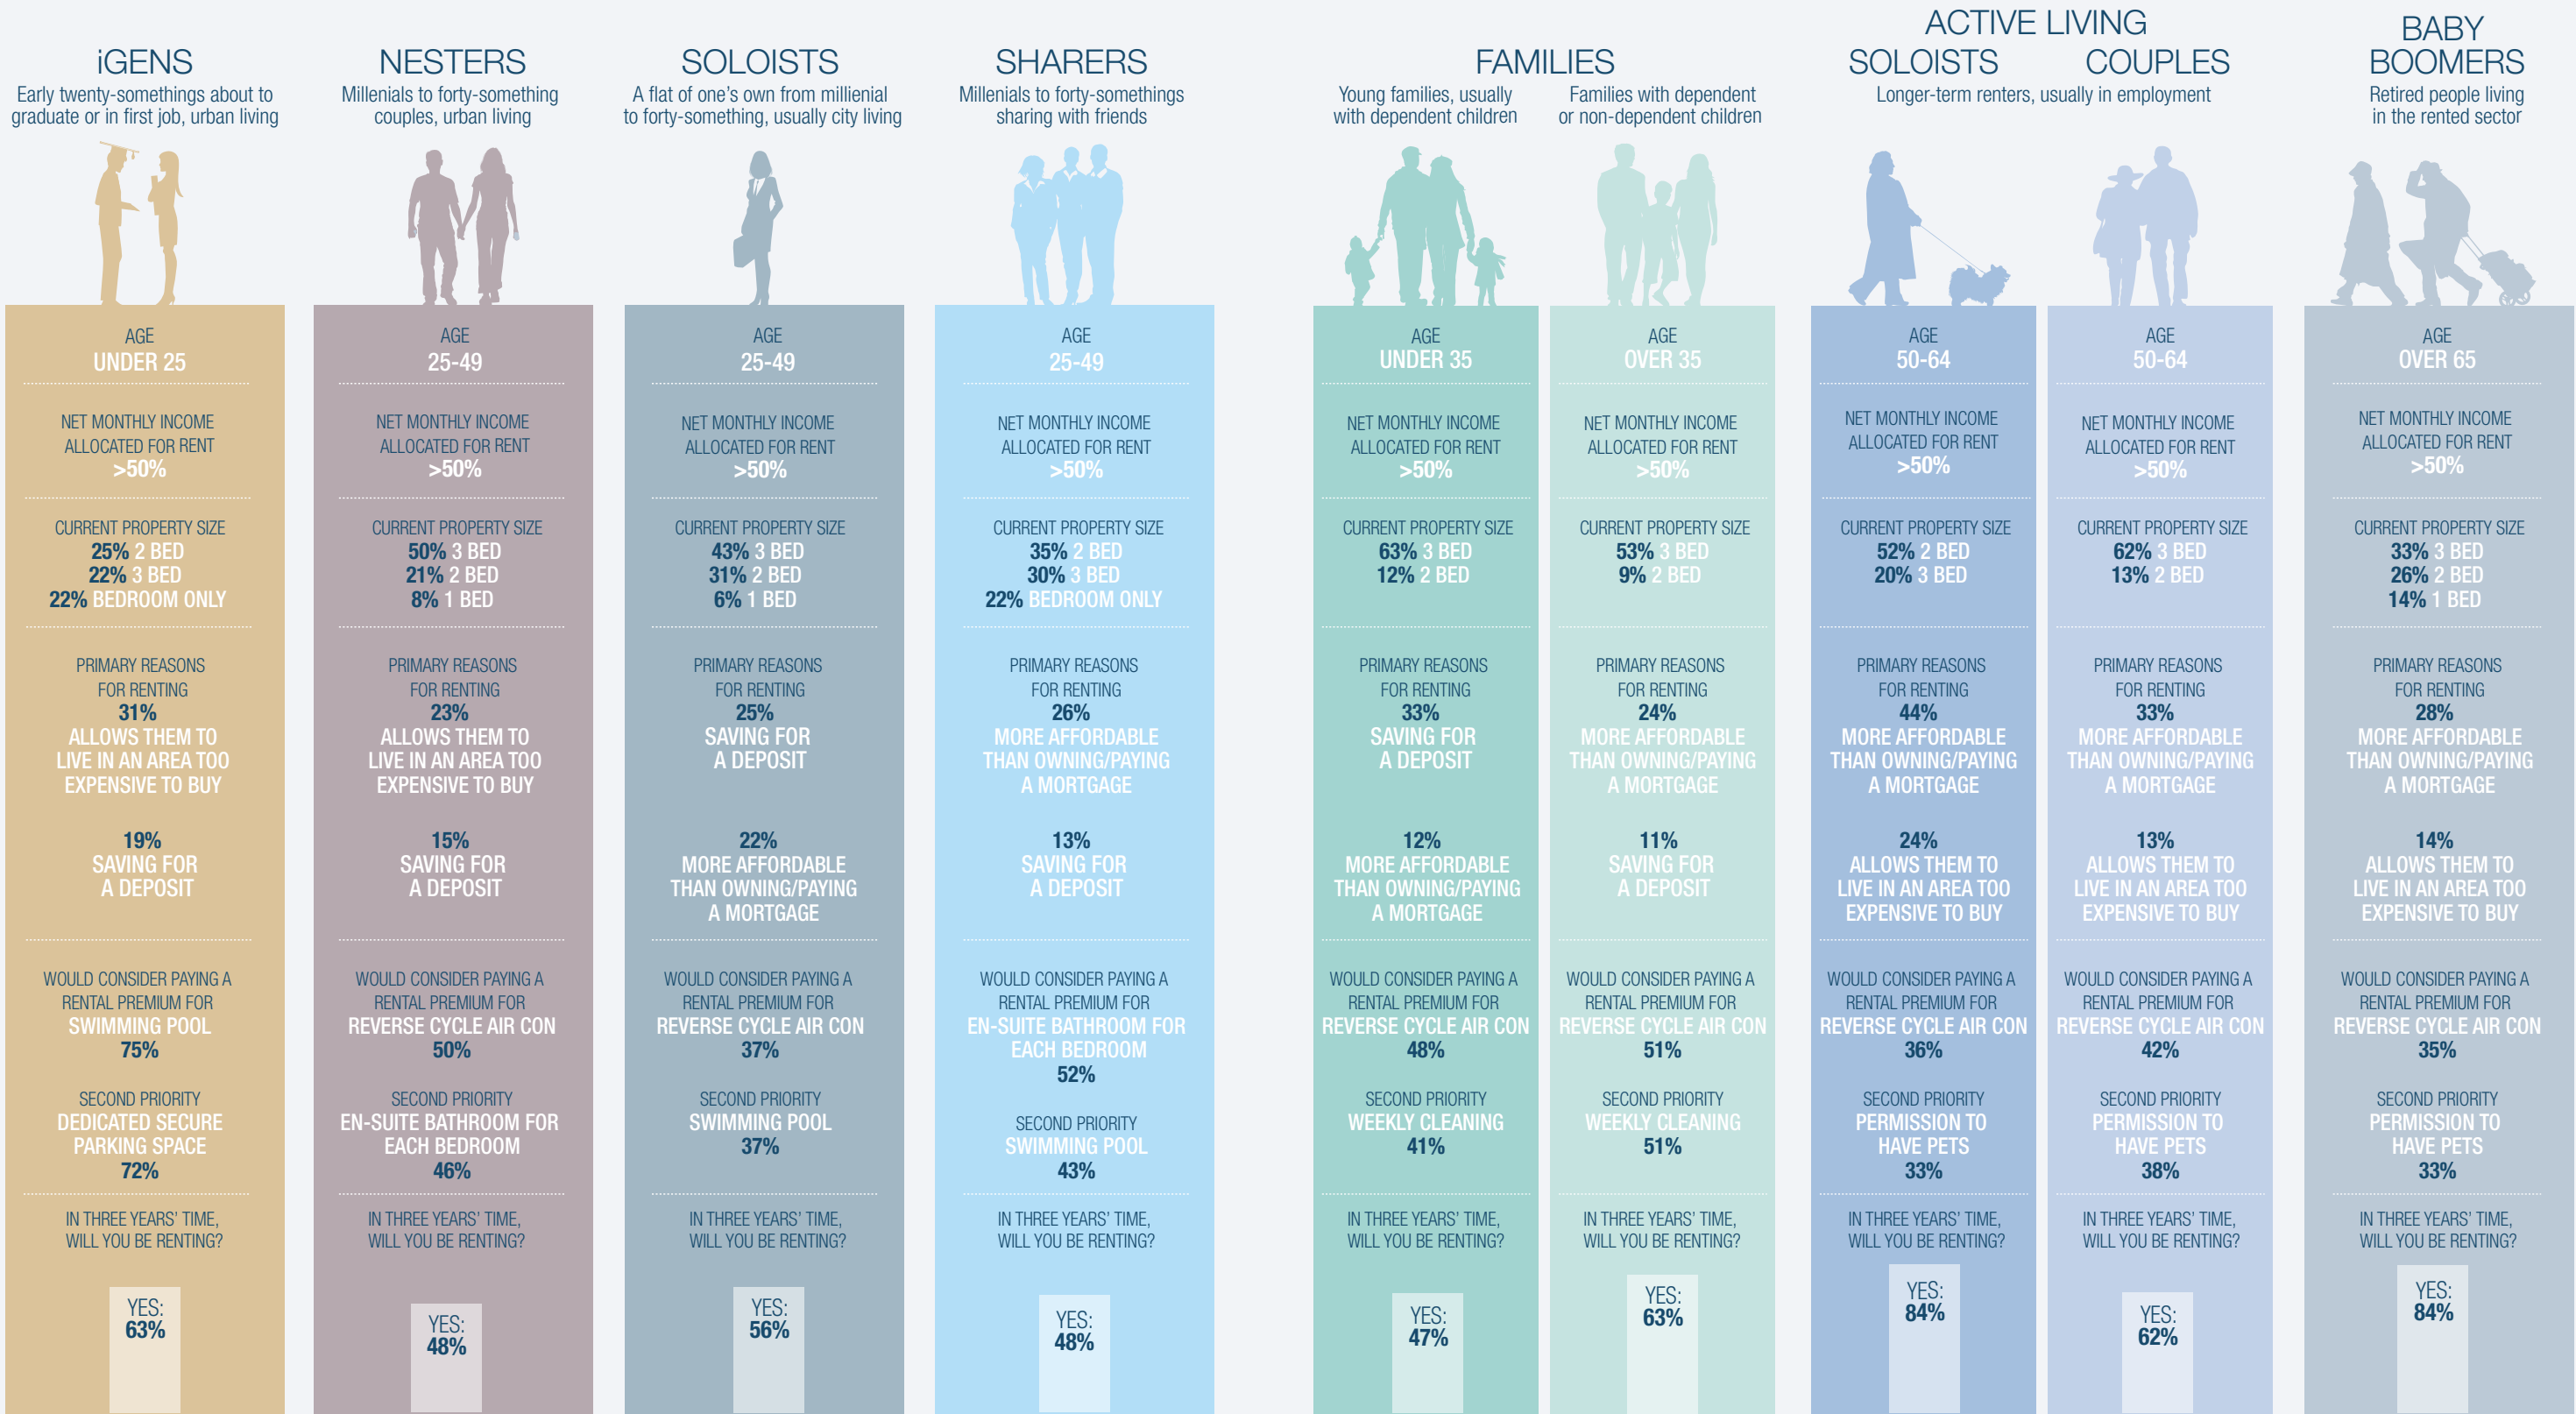 iGENS
Early twenty-somethings about to
graduate or in first job, urban living
AGE
UNDER 25
NET MONTHLY INCOME
ALLOCATED FOR RENT
>50%
CURRENT PROPERTY SIZE
25% 2 BED
22% 3 BED
22% BEDROOM ONLY
PRIMARY REASONS
FOR RENTING
31%
ALLOWS THEM TO
LIVE IN AN AREA TOO
EXPENSIVE TO BUY
19%
SAVING FOR
A DEPOSIT
WOULD CONSIDER PAYING A
RENTAL PREMIUM FOR
SWIMMING POOL
75%
SECOND PRIORITY
DEDICATED SECURE
PARKING SPACE
72%
IN THREE YEARS' TIME,
WILL YOU BE RENTING?
YES:
63%
NESTERS
Millenials to forty-something
couples, urban living
AGE
25-49
NET MONTHLY INCOME
ALLOCATED FOR RENT
>50%
CURRENT PROPERTY SIZE
50% 3 BED
21% 2 BED
8% 1 BED
PRIMARY REASONS
FOR RENTING
23%
ALLOWS THEM TO
LIVE IN AN AREA TOO
EXPENSIVE TO BUY
15%
SAVING FOR
A DEPOSIT
WOULD CONSIDER PAYING A
RENTAL PREMIUM FOR
REVERSE CYCLE AIR CON
50%
SECOND PRIORITY
EN-SUITE BATHROOM FOR
EACH BEDROOM
46%
IN THREE YEARS' TIME,
WILL YOU BE RENTING?
YES:
48%
SOLOISTS
A flat of one's own from millienial
to forty-something, usually city living
AGE
25-49
NET MONTHLY INCOME
ALLOCATED FOR RENT
>50%
CURRENT PROPERTY SIZE
43% 3 BED
31% 2 BED
6% 1 BED
PRIMARY REASONS
FOR RENTING
25%
SAVING FOR
A DEPOSIT
22%
MORE AFFORDABLE
THAN OWNING/PAYING
A MORTGAGE
WOULD CONSIDER PAYING A
RENTAL PREMIUM FOR
REVERSE CYCLE AIR CON
37%
SECOND PRIORITY
SWIMMING POOL
37%
IN THREE YEARS' TIME,
WILL YOU BE RENTING?
YES:
56%
SHARERS
Millenials to forty-somethings
sharing with friends
AGE
25-49
NET MONTHLY INCOME
ALLOCATED FOR RENT
>50%
CURRENT PROPERTY SIZE
35% 2 BED
30% 3 BED
22% BEDROOM ONLY
PRIMARY REASONS
FOR RENTING
26%
MORE AFFORDABLE
THAN OWNING/PAYING
A MORTGAGE
13%
SAVING FOR
A DEPOSIT
WOULD CONSIDER PAYING A
RENTAL PREMIUM FOR
EN-SUITE BATHROOM FOR
EACH BEDROOM
52%
SECOND PRIORITY
SWIMMING POOL
43%
IN THREE YEARS' TIME,
WILL YOU BE RENTING?
YES:
48%
FAMILIES
Young families, usually
with dependent children
AGE
UNDER 35
NET MONTHLY INCOME
ALLOCATED FOR RENT
>50%
CURRENT PROPERTY SIZE
63% 3 BED
12% 2 BED
PRIMARY REASONS
FOR RENTING
33%
SAVING FOR
A DEPOSIT
12%
MORE AFFORDABLE
THAN OWNING/PAYING
A MORTGAGE
WOULD CONSIDER PAYING A
RENTAL PREMIUM FOR
REVERSE CYCLE AIR CON
48%
SECOND PRIORITY
WEEKLY CLEANING
41%
IN THREE YEARS' TIME,
WILL YOU BE RENTING?
YES:
47%
Families with dependent
or non-dependent children
AGE
OVER 35
NET MONTHLY INCOME
ALLOCATED FOR RENT
>50%
CURRENT PROPERTY SIZE
53% 3 BED
9% 2 BED
PRIMARY REASONS
FOR RENTING
24%
MORE AFFORDABLE
THAN OWNING/PAYING
A MORTGAGE
11%
SAVING FOR
A DEPOSIT
WOULD CONSIDER PAYING A
RENTAL PREMIUM FOR
REVERSE CYCLE AIR CON
51%
SECOND PRIORITY
WEEKLY CLEANING
51%
IN THREE YEARS' TIME,
WILL YOU BE RENTING?
YES:
63%
ACTIVE LIVING
SOLOISTS
COUPLES
Longer-term renters, usually in employment
AGE
50-64
NET MONTHLY INCOME
ALLOCATED FOR RENT
>50%
CURRENT PROPERTY SIZE
52% 2 BED
20% 3 BED
PRIMARY REASONS
FOR RENTING
44%
MORE AFFORDABLE
THAN OWNING/PAYING
A MORTGAGE
24%
ALLOWS THEM TO
LIVE IN AN AREA TOO
EXPENSIVE TO BUY
WOULD CONSIDER PAYING A
RENTAL PREMIUM FOR
REVERSE CYCLE AIR CON
36%
SECOND PRIORITY
PERMISSION TO
HAVE PETS
33%
IN THREE YEARS' TIME,
WILL YOU BE RENTING?
YES:
84%
AGE
50-64
NET MONTHLY INCOME
ALLOCATED FOR RENT
>50%
CURRENT PROPERTY SIZE
62% 3 BED
13% 2 BED
PRIMARY REASONS
FOR RENTING
33%
MORE AFFORDABLE
THAN OWNING/PAYING
A MORTGAGE
13%
ALLOWS THEM TO
LIVE IN AN AREA TOO
EXPENSIVE TO BUY
WOULD CONSIDER PAYING A
RENTAL PREMIUM FOR
REVERSE CYCLE AIR CON
42%
SECOND PRIORITY
PERMISSION TO
HAVE PETS
38%
IN THREE YEARS' TIME,
WILL YOU BE RENTING?
YES:
62%
BABY
BOOMERS
Retired people living
in the rented sector
AGE
OVER 65
NET MONTHLY INCOME
ALLOCATED FOR RENT
>50%
CURRENT PROPERTY SIZE
33% 3 BED
26% 2 BED
14% 1 BED
PRIMARY REASONS
FOR RENTING
28%
MORE AFFORDABLE
THAN OWNING/PAYING
A MORTGAGE
14%
ALLOWS THEM TO
LIVE IN AN AREA TOO
EXPENSIVE TO BUY
WOULD CONSIDER PAYING A
RENTAL PREMIUM FOR
REVERSE CYCLE AIR CON
35%
SECOND PRIORITY
PERMISSION TO
HAVE PETS
33%
IN THREE YEARS' TIME,
WILL YOU BE RENTING?
YES:
84%